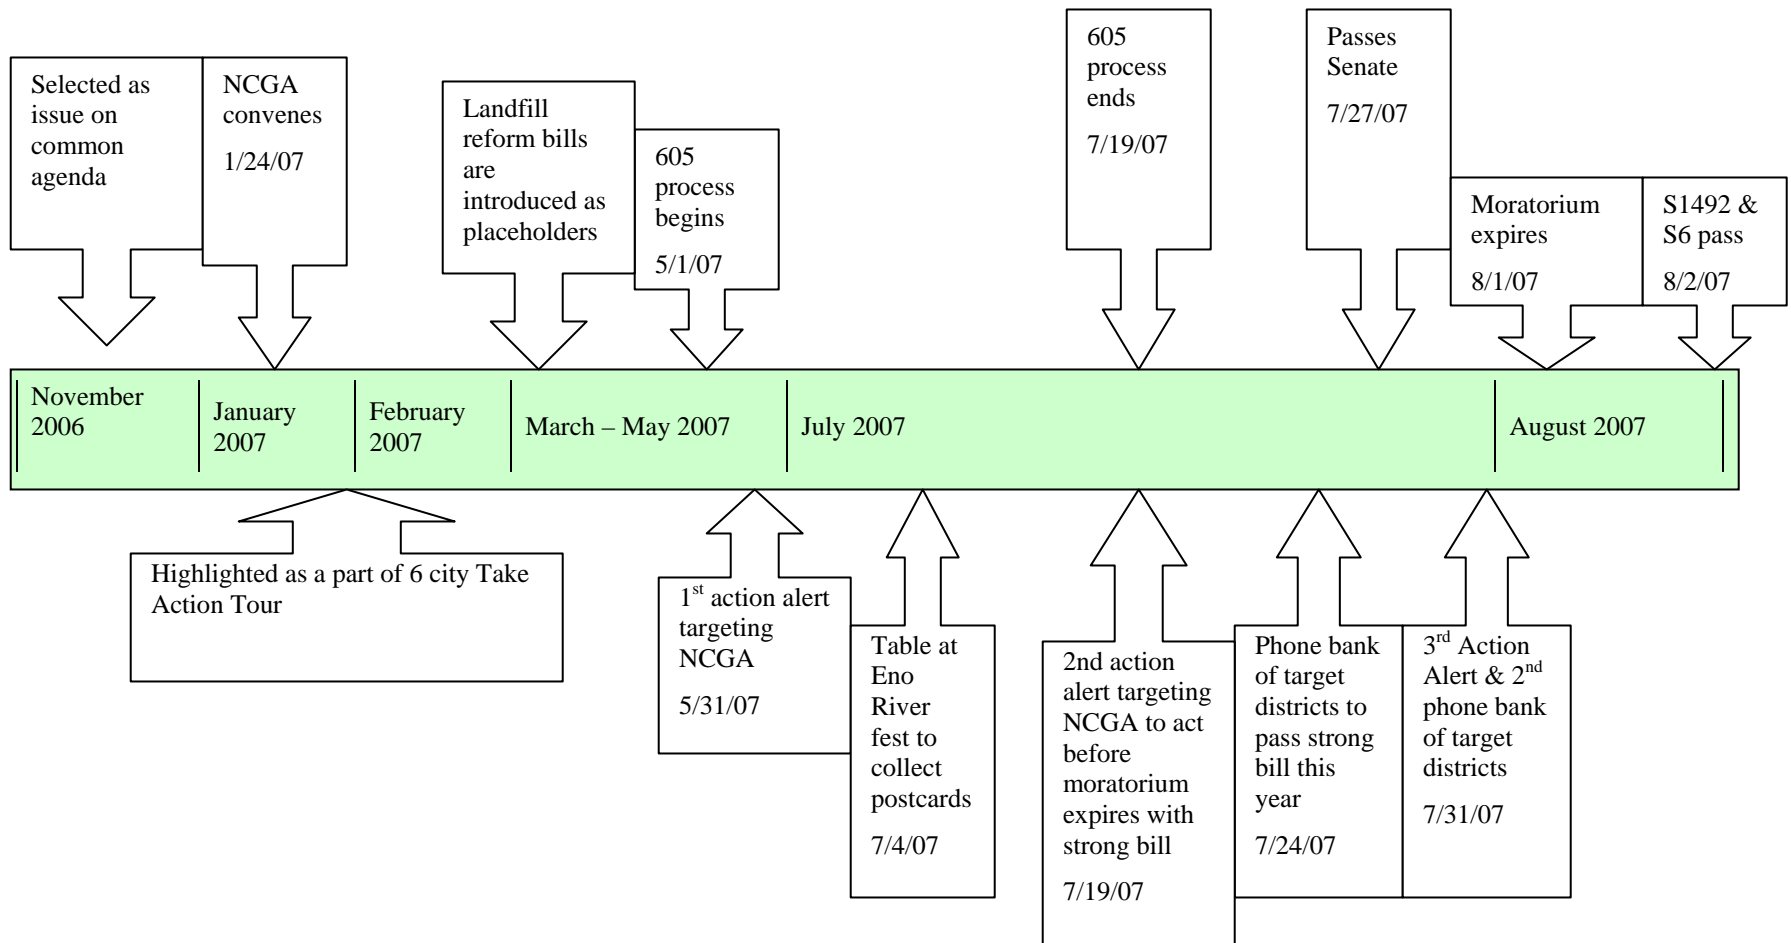 Selected as
issue on
common
agenda
NCGA
convenes
1/24/07
Landfill
reform bills
are
introduced as
placeholders
605
process
begins
5/1/07
605
process
ends
7/19/07
Passes
Senate
7/27/07
Moratorium
expires
8/1/07
S1492 &
S6 pass
8/2/07
November
2006
January
2007
February
2007
March – May 2007
July 2007
August 2007
Highlighted as a part of 6 city Take
Action Tour
1st action alert
targeting
NCGA
5/31/07
Table at
Eno
River
fest to
collect
postcards
7/4/07
2nd action
alert targeting
NCGA to act
before
moratorium
expires with
strong bill
7/19/07
Phone bank
of target
districts to
pass strong
bill this
year
7/24/07
3rd Action
Alert & 2nd
phone bank
of target
districts
7/31/07